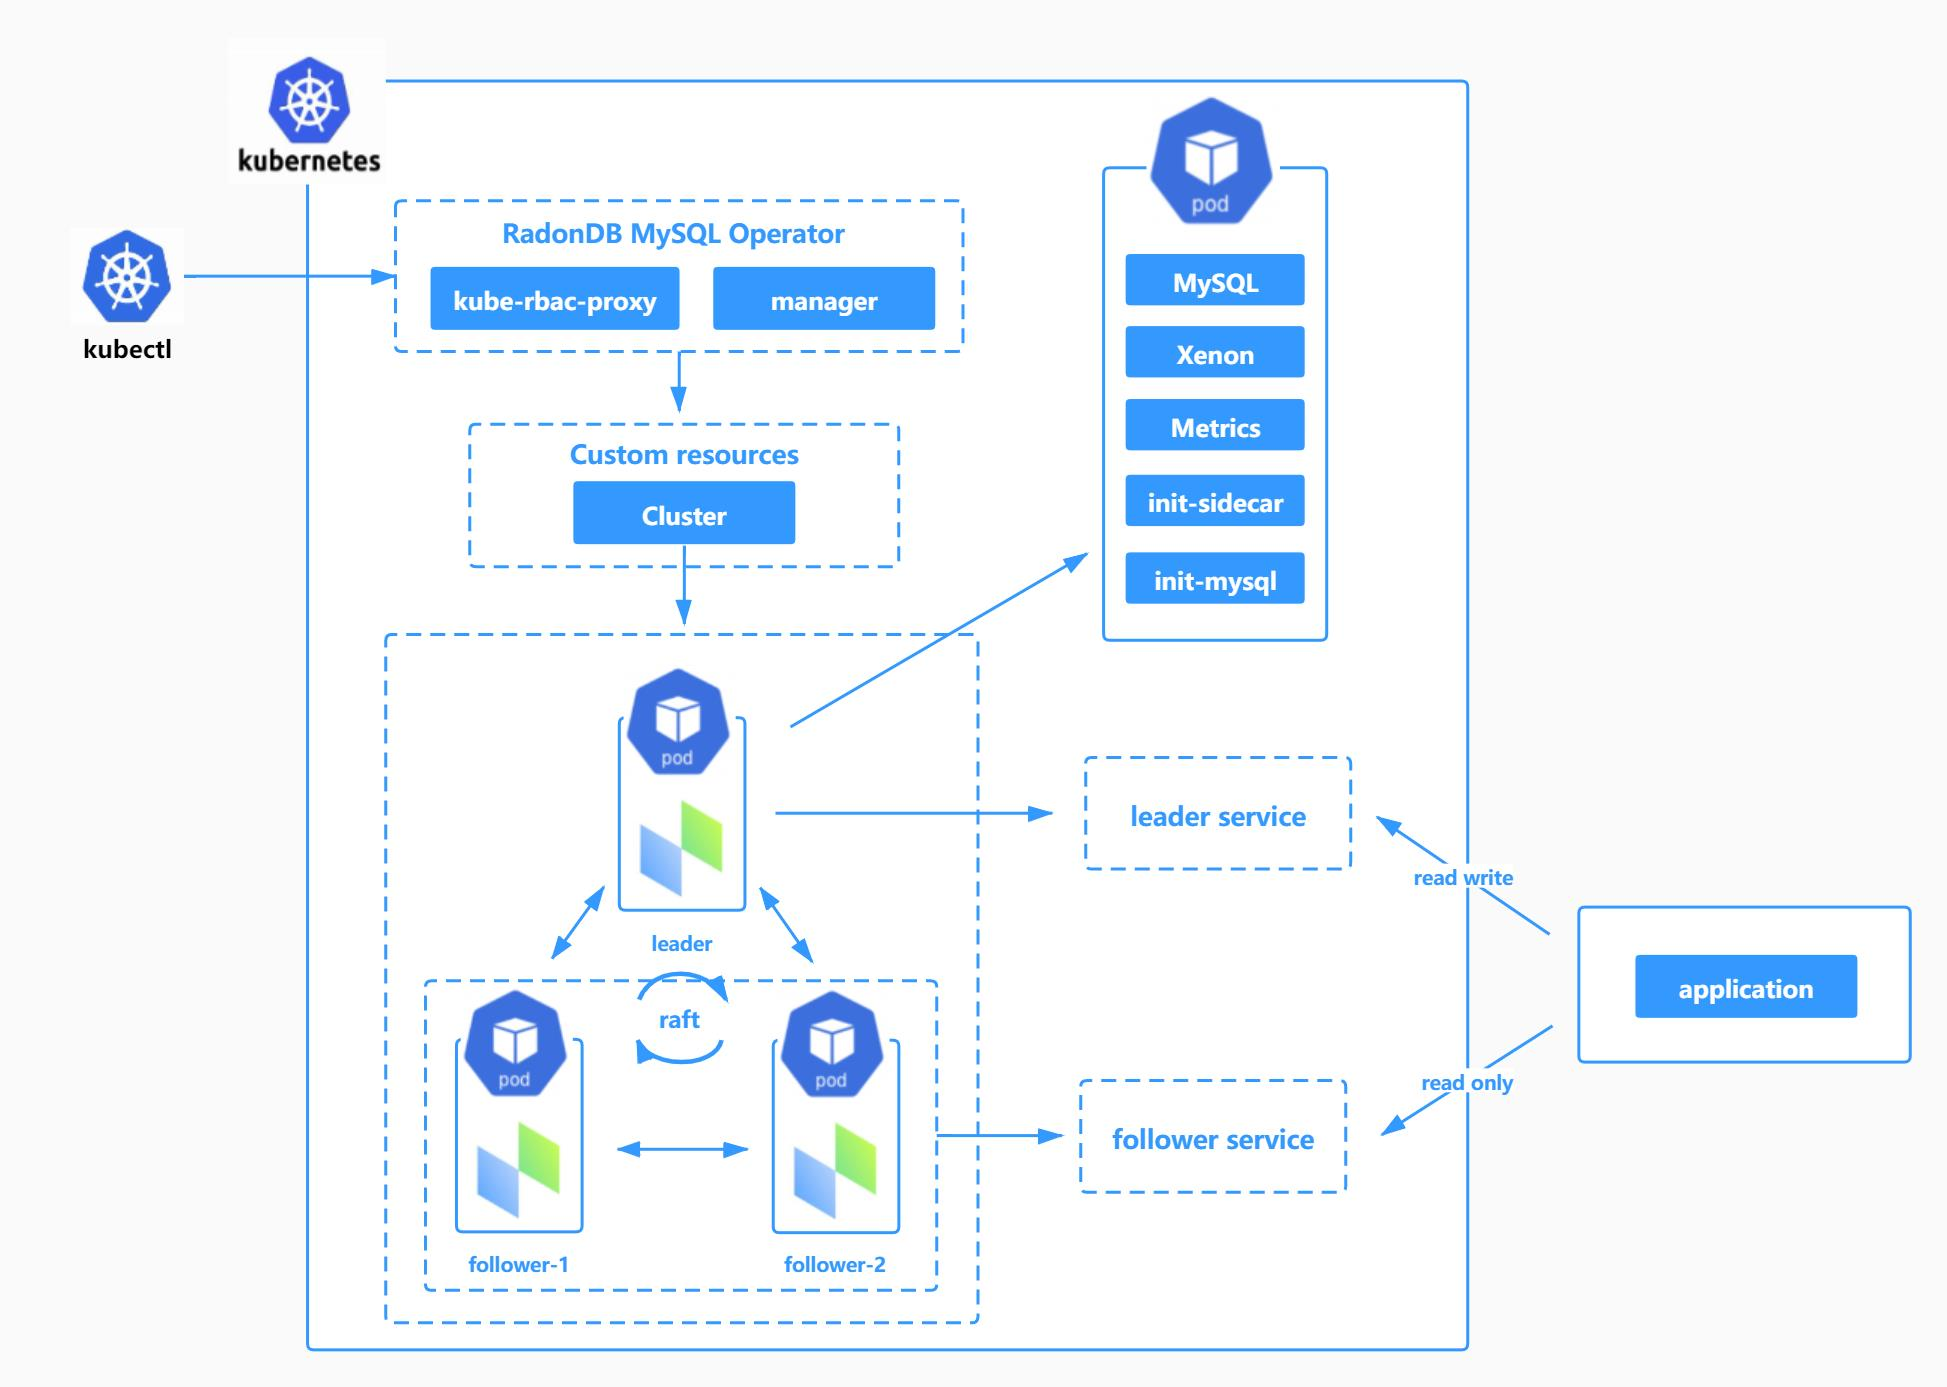 kubernetes
kubectl
RadonDB MySQL Operator
kube-rbac-proxy
manager
Custom resources
Cluster
pod
MySQL
Xenon
Metrics
init-sidecar
init-mysql
pod
leader
raft
pod
follower-1
pod
follower-2
leader service
follower service
read write
read only
application